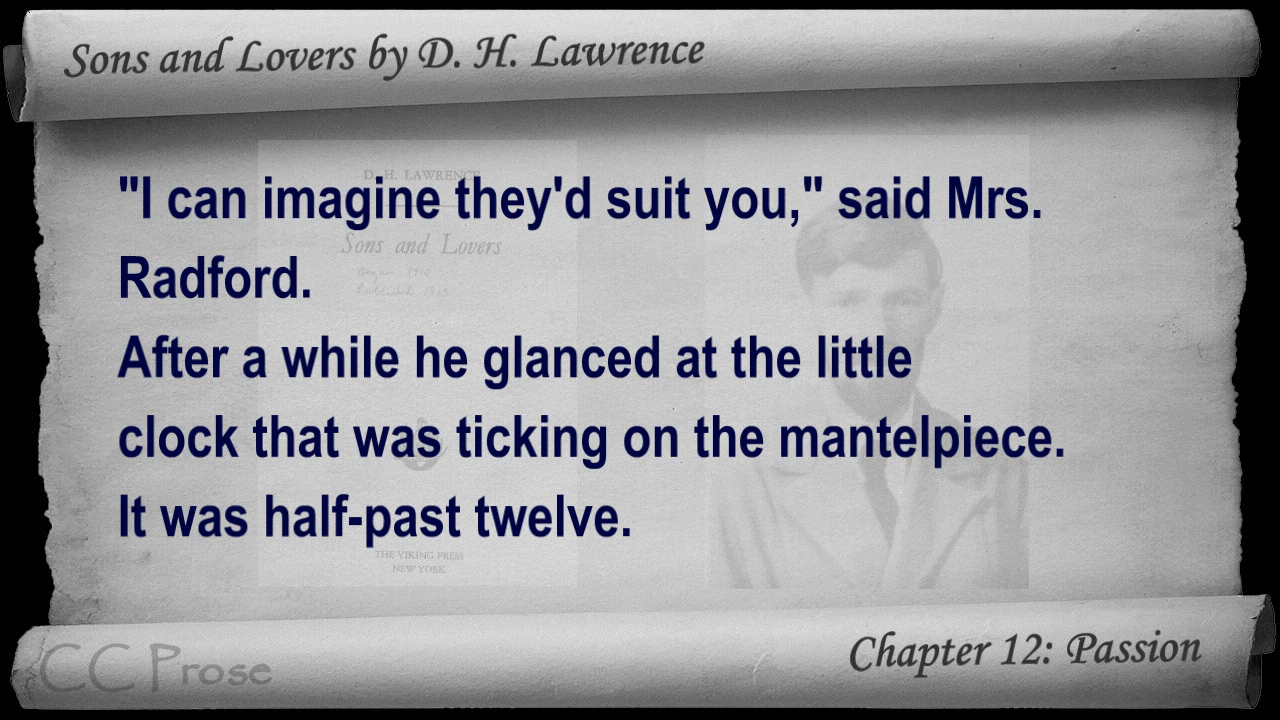 Sons and Lovers by D. H. Lawrence
D. H. LAWRENCE
"I can imagine they'd suit you," said Mrs.
Sons and Lovers
Radford.
After a while he glanced at the little
clock that was ticking on the mantelpiece.
It was half-past twelve.
THE VIKING PRESS
NEW YORK
Chapter 12: Passion
CC Prose